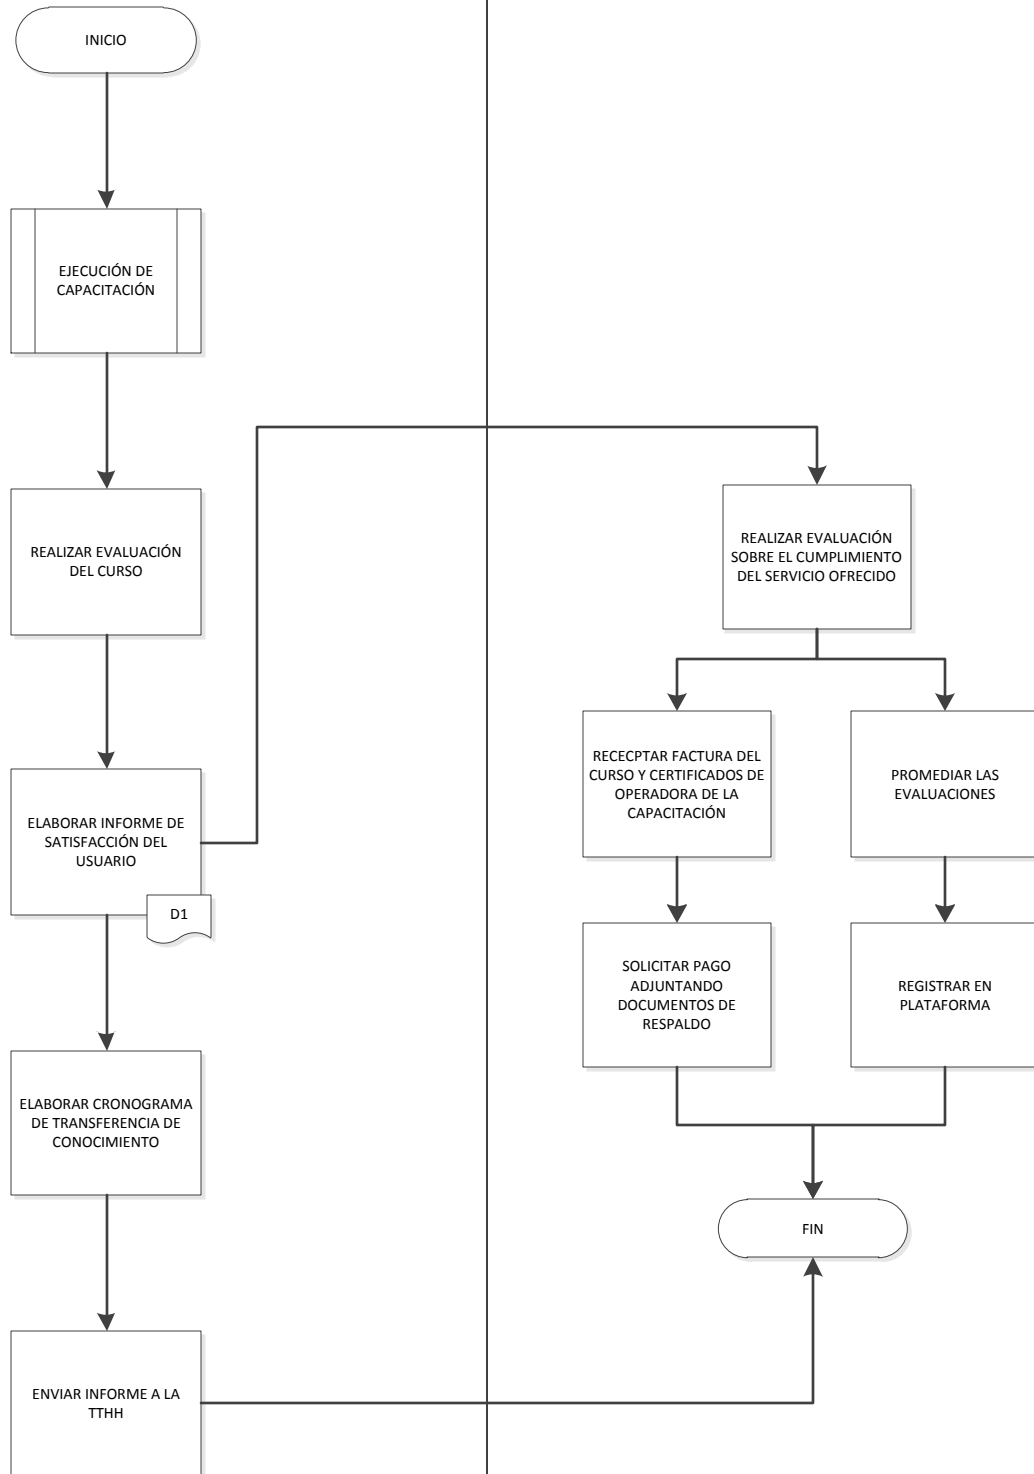 INICIO
EJECUCIÓN DE
CAPACITACIÓN
REALIZAR EVALUACIÓN
DEL CURSO
ELABORAR INFORME DE
SATISFACCIÓN DEL
USUARIO
D1
ELABORAR CRONOGRAMA
DE TRANSFERENCIA DE
CONOCIMIENTO
ENVIAR INFORME A LA
TTHH
REALIZAR EVALUACIÓN
SOBRE EL CUMPLIMIENTO
DEL SERVICIO OFRECIDO
RECECPTAR FACTURA DEL
CURSO Y CERTIFICADOS DE
OPERADORA DE LA
CAPACITACIÓN
PROMEDIAR LAS
EVALUACIONES
SOLICITAR PAGO
ADJUNTANDO
DOCUMENTOS DE
RESPALDO
REGISTRAR EN
PLATAFORMA
FIN